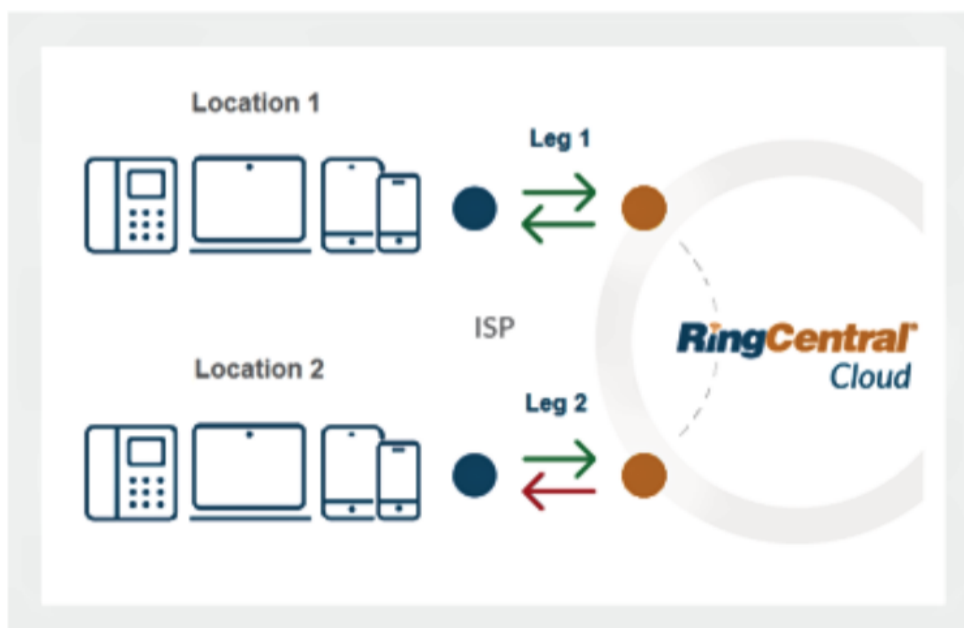 Location 1
Leg 1
ISP
RingCentral®
Cloud
Location 2
Leg 2